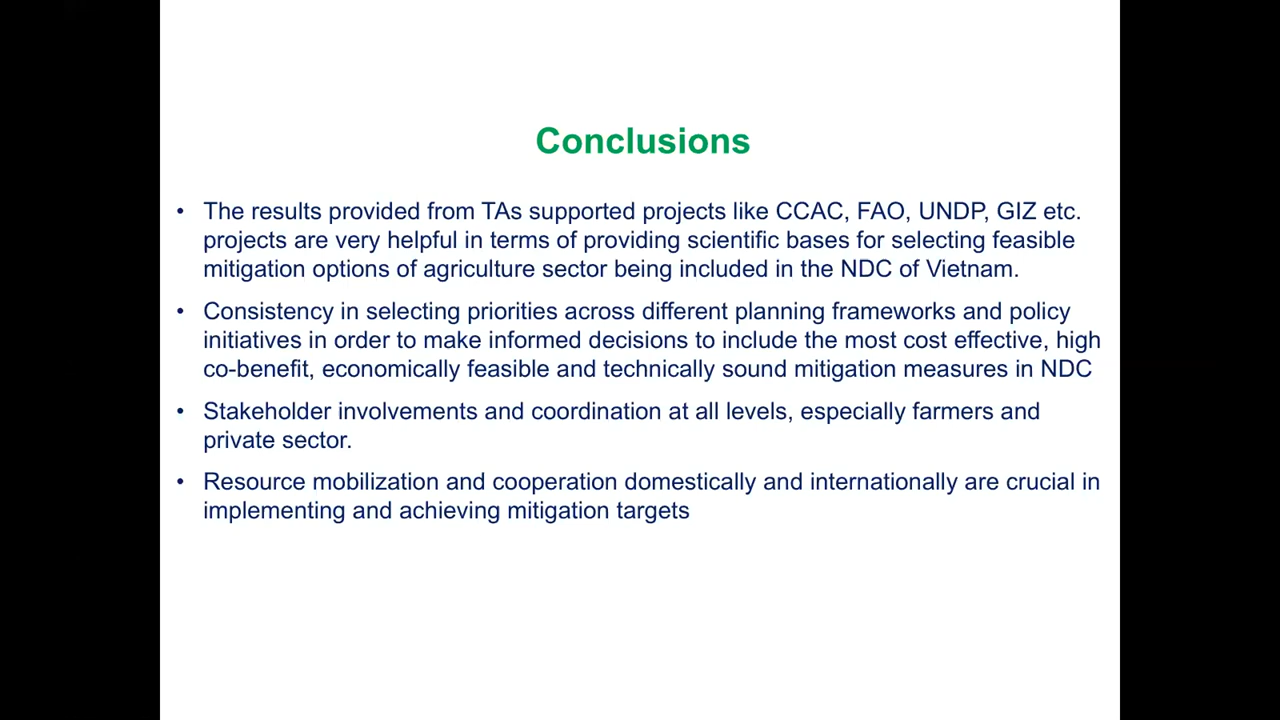 Conclusions
• The results provided from TAs supported projects like CCAC, FAO, UNDP, GIZ etc.
projects are very helpful in terms of providing scientific bases for selecting feasible
mitigation options of agriculture sector being included in the NDC of Vietnam.
• Consistency in selecting priorities across different planning frameworks and policy
initiatives in order to make informed decisions to include the most cost effective, high
co-benefit, economically feasible and technically sound mitigation measures in NDC
• Stakeholder involvements and coordination at all levels, especially farmers and
private sector.
• Resource mobilization and cooperation domestically and internationally are crucial in
implementing and achieving mitigation targets